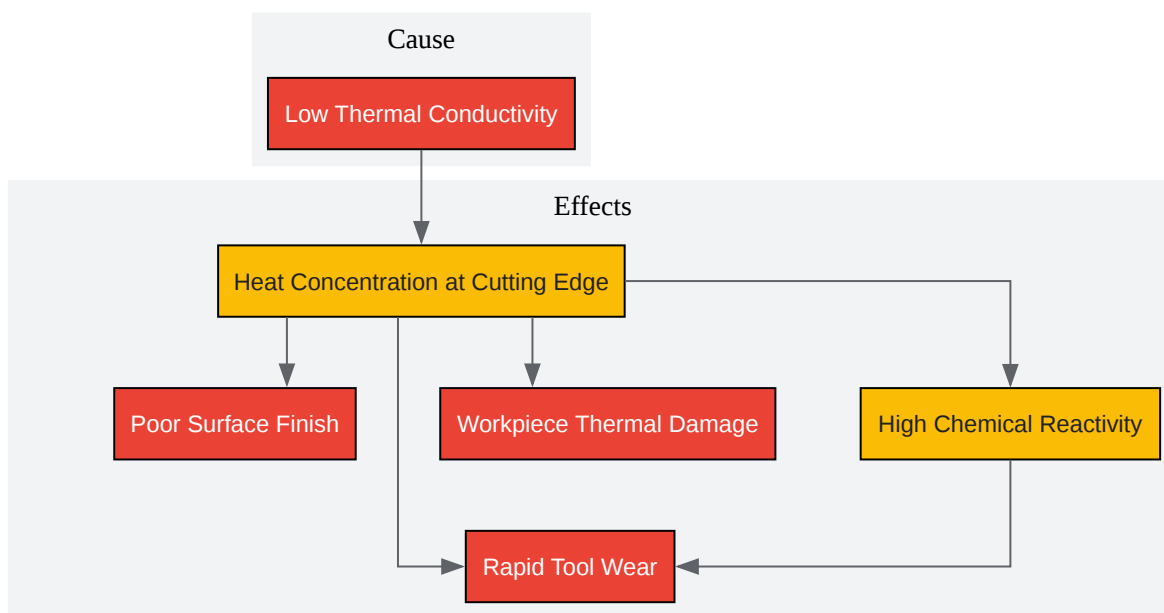 Cause
Low Thermal Conductivity
Effects
Heat Concentration at Cutting Edge
Poor Surface Finish
Workpiece Thermal Damage
High Chemical Reactivity
Rapid Tool Wear